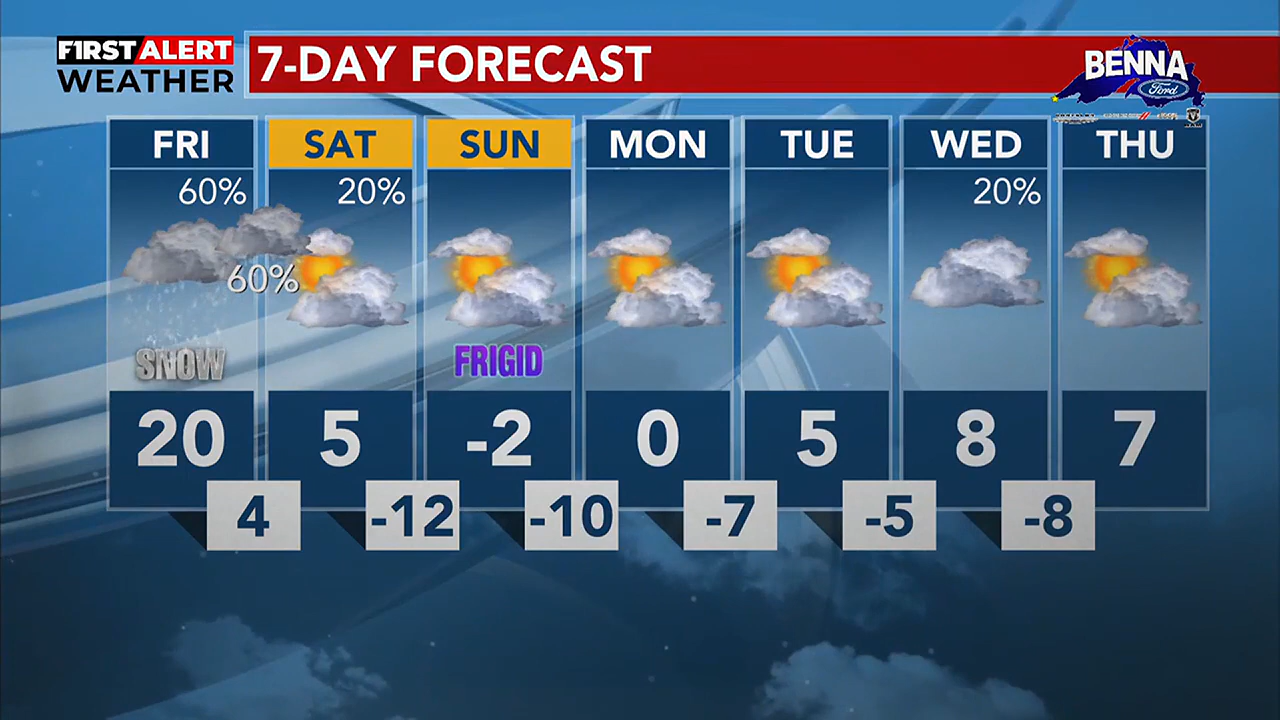 FIRST ALERT
WEATHER
7-DAY FORECAST
BENNA
Ford
FRI SAT SUN MON TUE WED THU
60% 20% 20%
60%
SNOW FRIGID
20 5 -2 0 5 8 7
4 -12 -10 -7 -5 -8